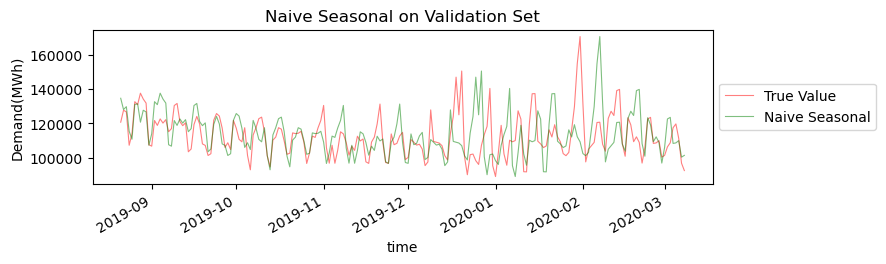 Naive Seasonal on Validation Set
Demand(MWh)
160000
140000
120000
100000
2019-09
2019-10
2019-11
2019-12
2020-01
2020-02
2020-03
time
True Value
Naive Seasonal